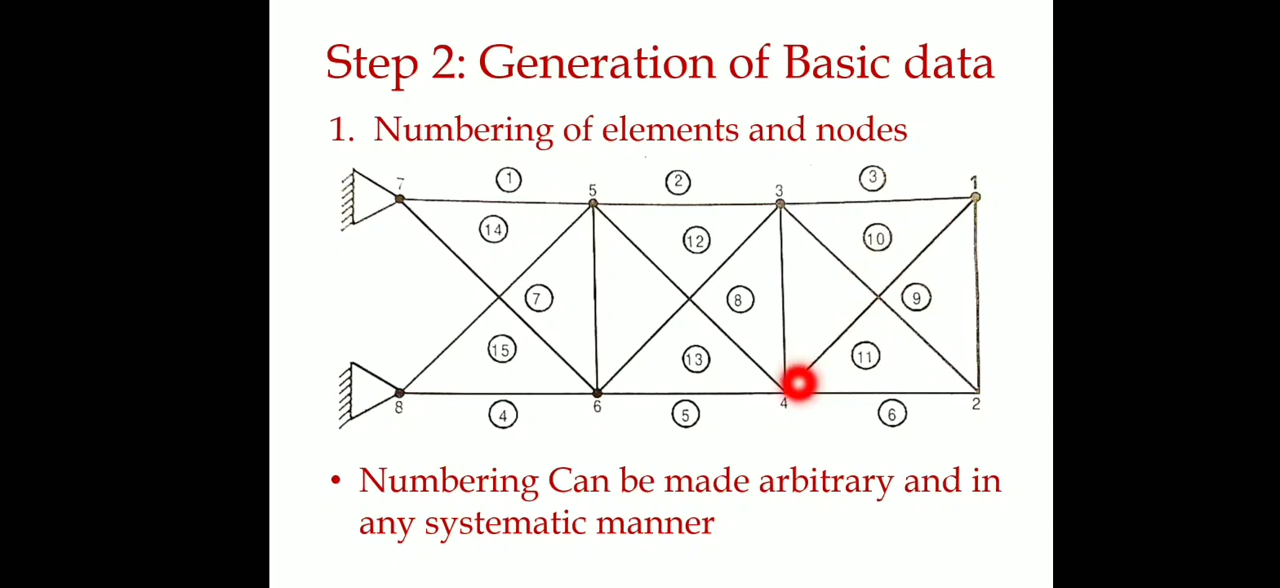 Step 2: Generation of Basic data
1. Numbering of elements and nodes
7 1 5 2 3 3 1
14 12 10
7 8 9
15 13 11
8 4 6 5 4 6 2
• Numbering Can be made arbitrary and in
any systematic manner